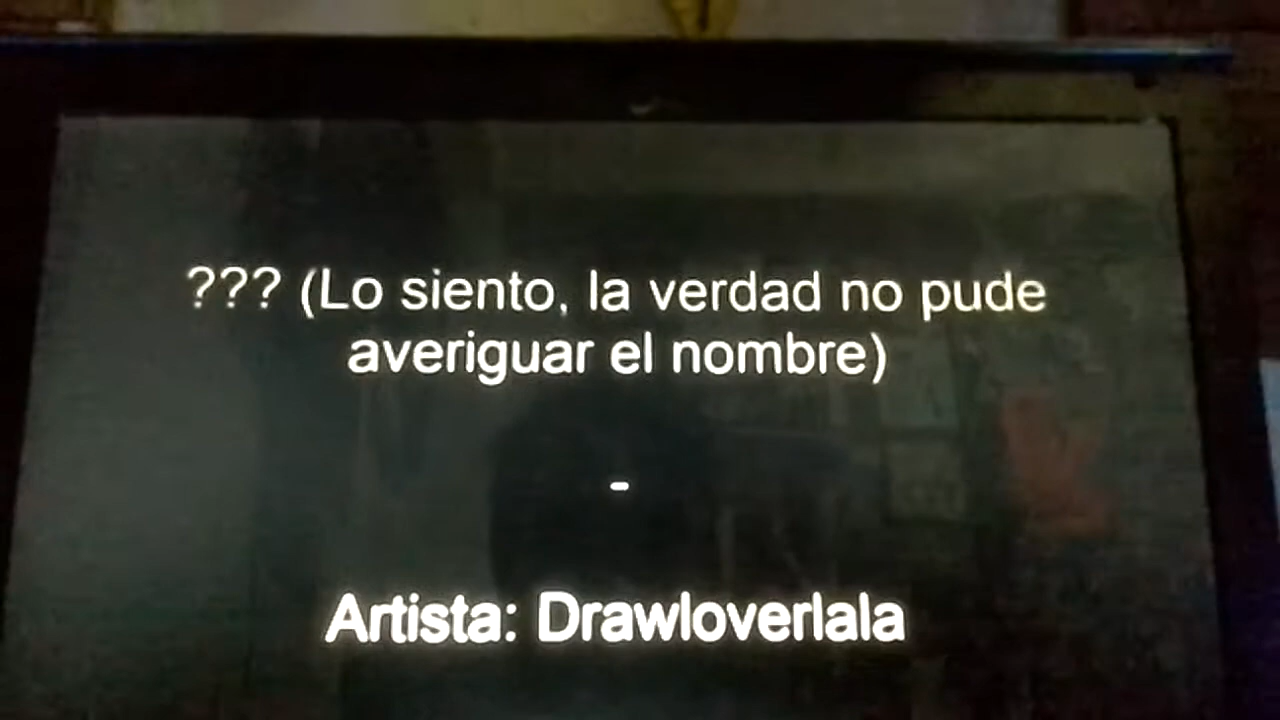 ??? (Lo siento, la verdad no pude
averiguar el nombre)
-
Artista: Drawloverlala